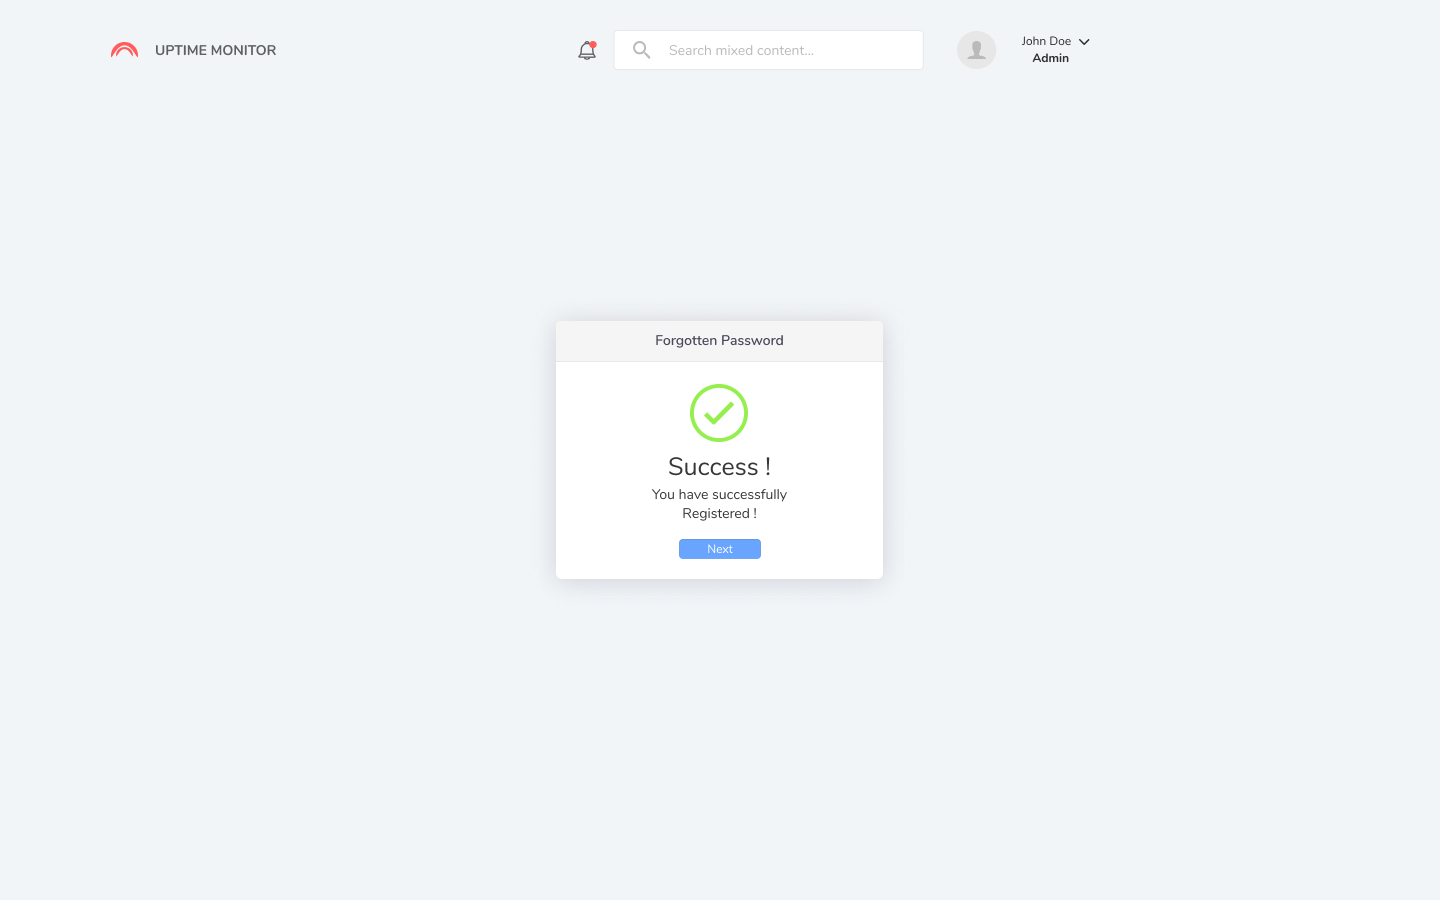 UPTIME MONITOR
Search mixed content...
John Doe
Admin
Forgotten Password
Success !
You have successfully
Registered !
Next